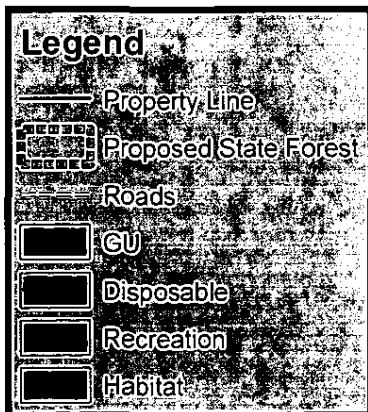 Legend
Property Line
Proposed State Forest
Roads
GU
Disposable
Recreation
Habitat